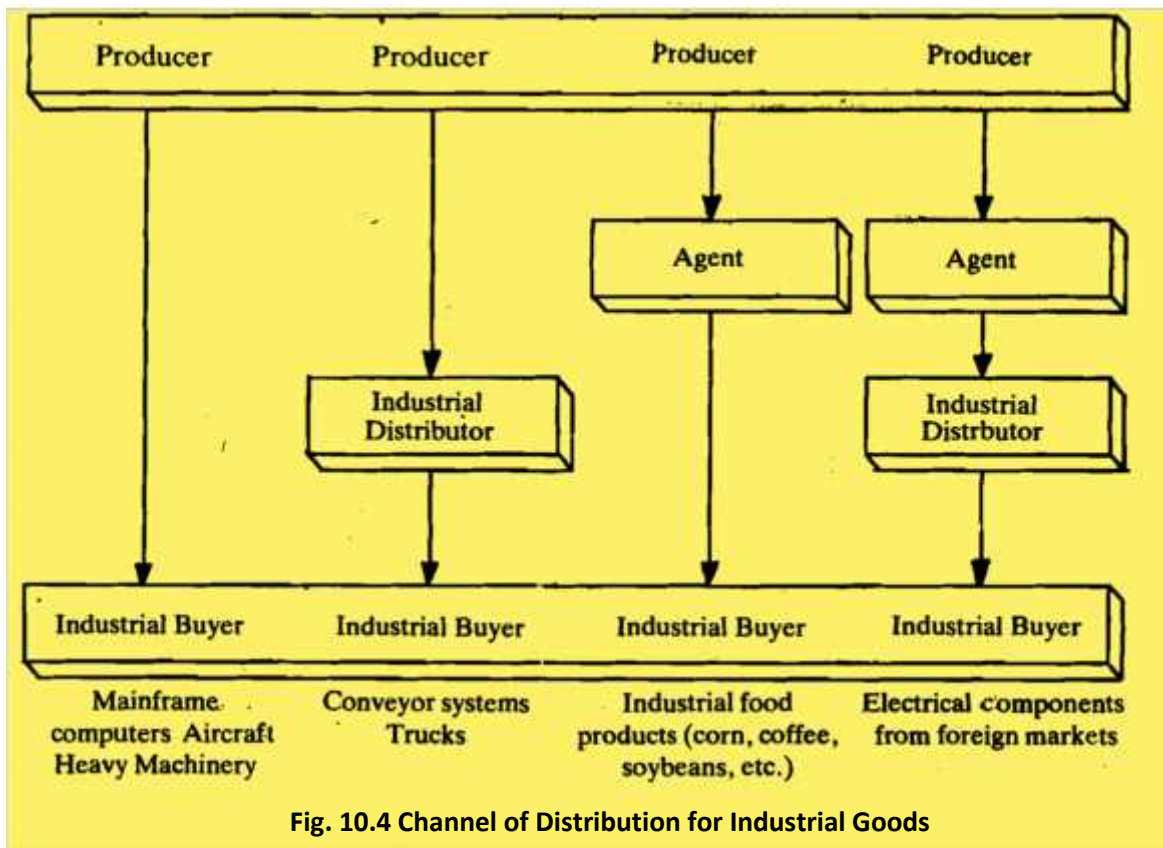 Producer Producer Producer Producer
Agent Agent
Industrial
Distributor
Industrial
Distrbutor
Industrial Buyer Industrial Buyer Industrial Buyer Industrial Buyer
Mainframe
computers Aircraft
Heavy Machinery
Conveyor systems
Trucks
Industrial food
products (corn, coffee,
soybeans, etc.)
Electrical components
from foreign markets
Fig. 10.4 Channel of Distribution for Industrial Goods